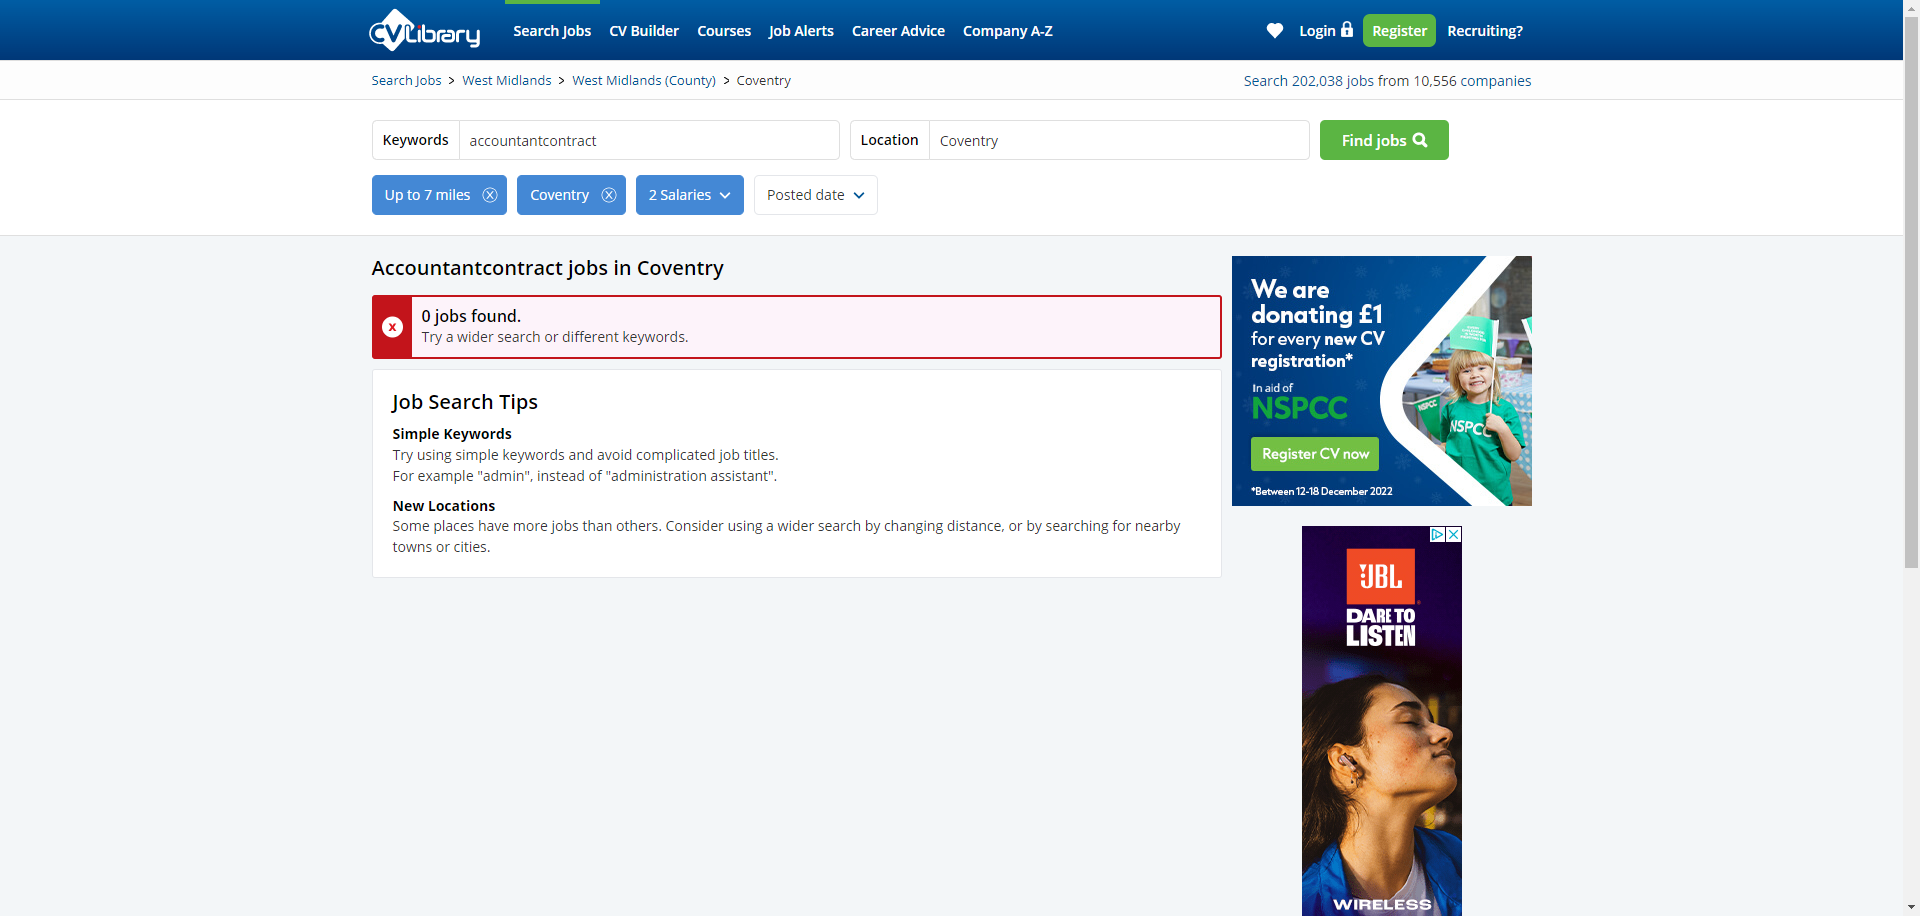 CVLibrary
Search Jobs
CV Builder
Courses
Job Alerts
Career Advice
Company A-Z
Login
Register
Recruiting?
Search Jobs > West Midlands > West Midlands (County) > Coventry
Search 202,038 jobs from 10,556 companies
Keywords
accountantcontract
Location
Coventry
Find jobs
Up to 7 miles
Coventry
2 Salaries
Posted date
Accountantcontract jobs in Coventry
0 jobs found.
Try a wider search or different keywords.
Job Search Tips
Simple Keywords
Try using simple keywords and avoid complicated job titles.
For example "admin", instead of "administration assistant".
New Locations
Some places have more jobs than others. Consider using a wider search by changing distance, or by searching for nearby
towns or cities.
We are
donating £1
for every new CV
registration*
In aid of
NSPCC
Register CV now
*Between 12-18 December 2022
NSPCC
NSPCC
JBL
DARE TO
LISTEN
WIRELESS